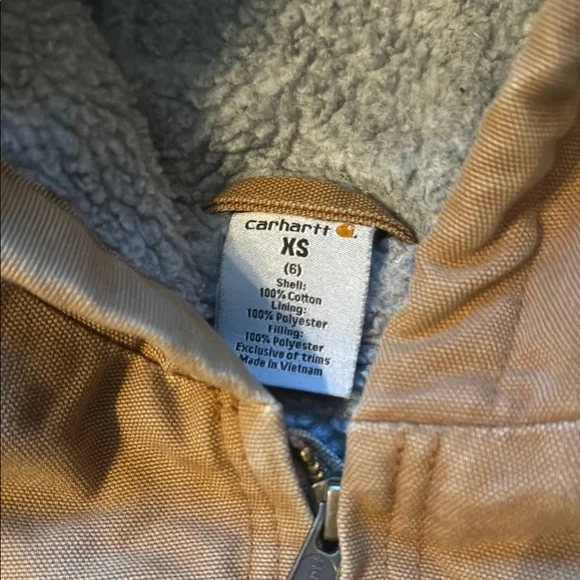 carhartt
XS
(6)
Shell:
100% Cotton
Lining:
100% Polyester
Filling:
100% Polyester
Exclusive of trims
Made in Vietnam